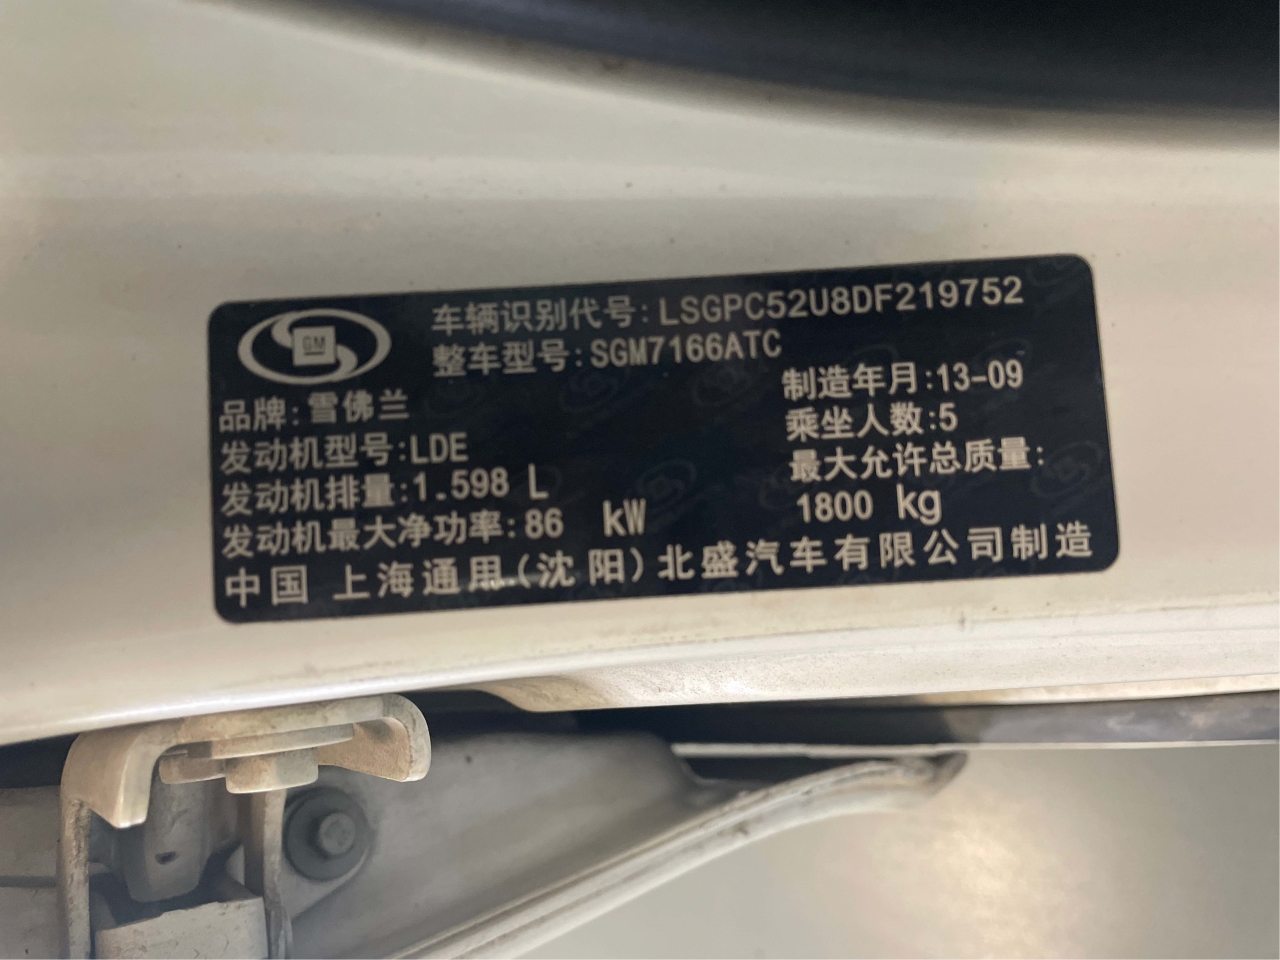 GM
车辆识别代号:LSGPC52U8DF219752
整车型号:SGM7166ATC
品牌:雪佛兰
制造年月:13-09
发动机型号:LDE
乘坐人数:5
发动机排量:1.598 L
最大允许总质量:
1800 kg
发动机最大净功率:86 kW
中国 上海通用(沈阳)北盛汽车有限公司制造